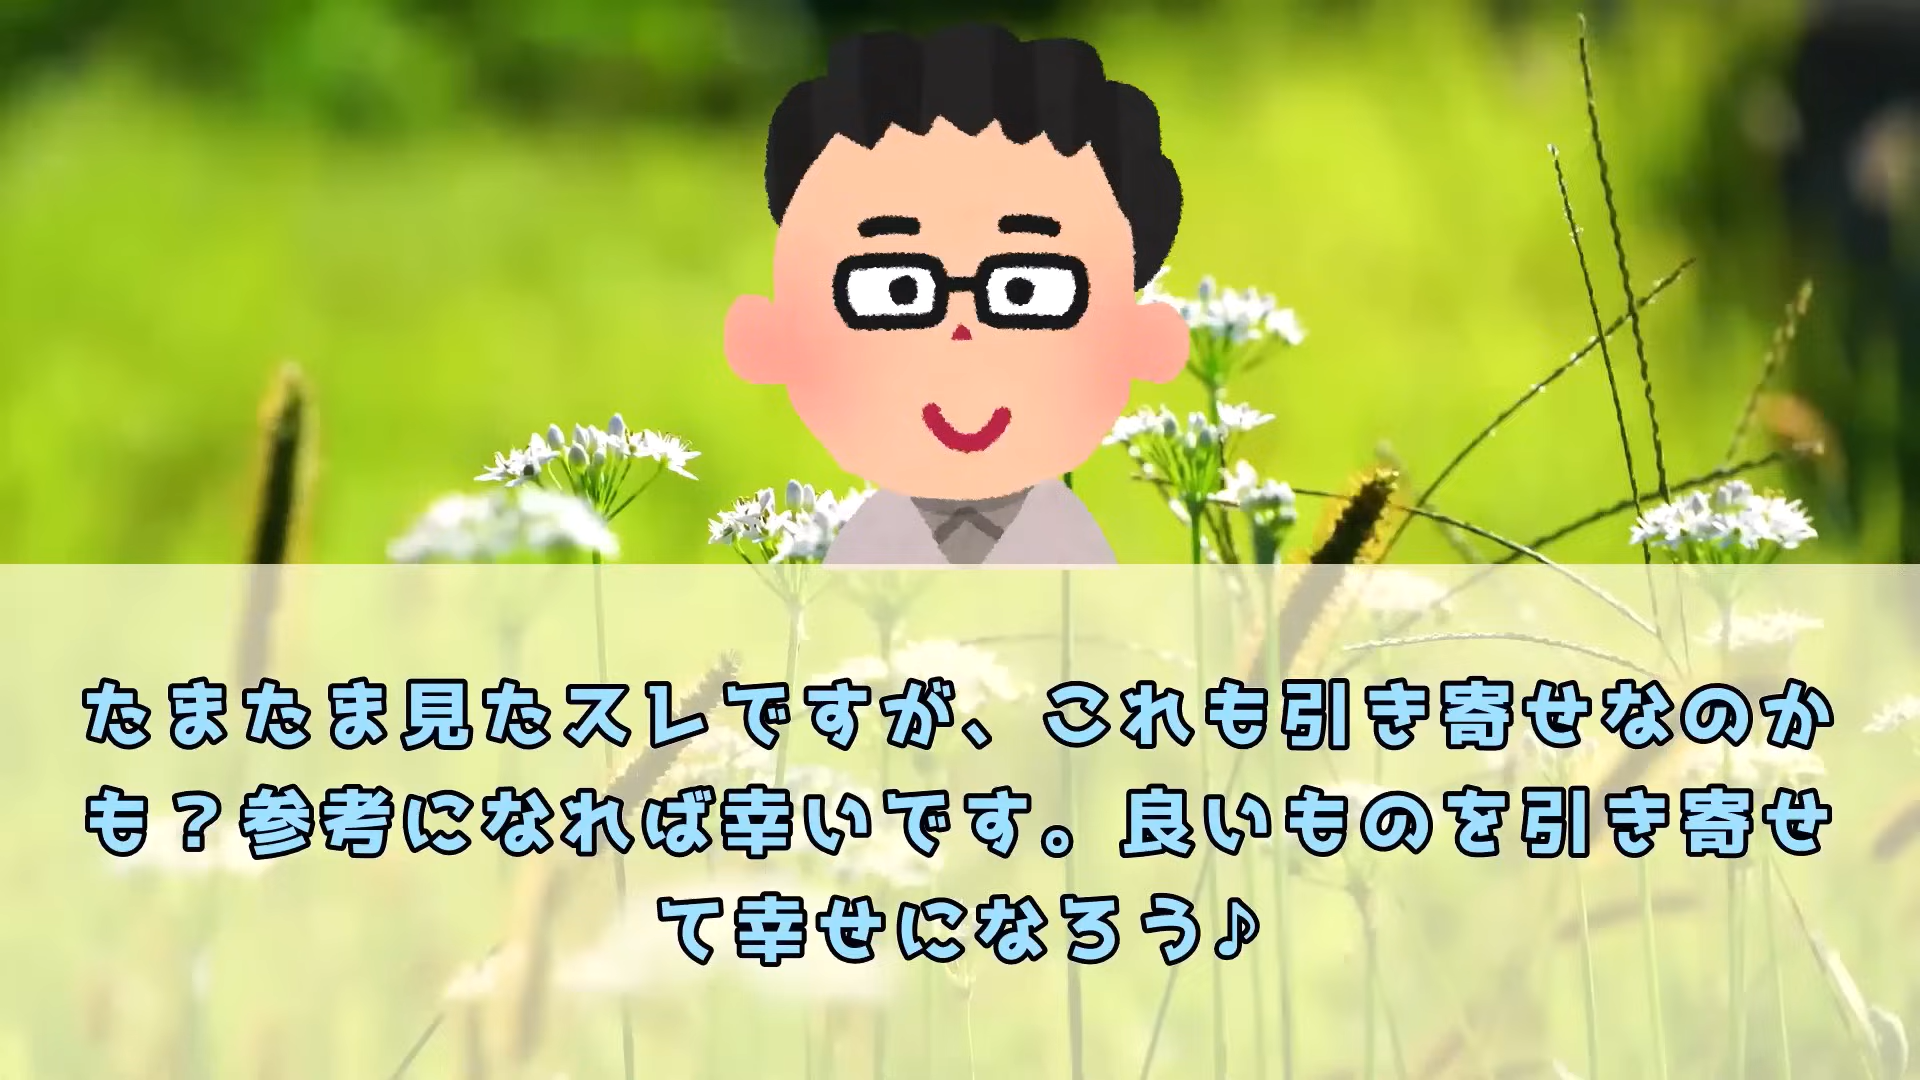 たまたま見たスレですが、これも引き寄せなのか
も？参考になれば幸いです。良いものを引き寄せ
て幸せになろう♪